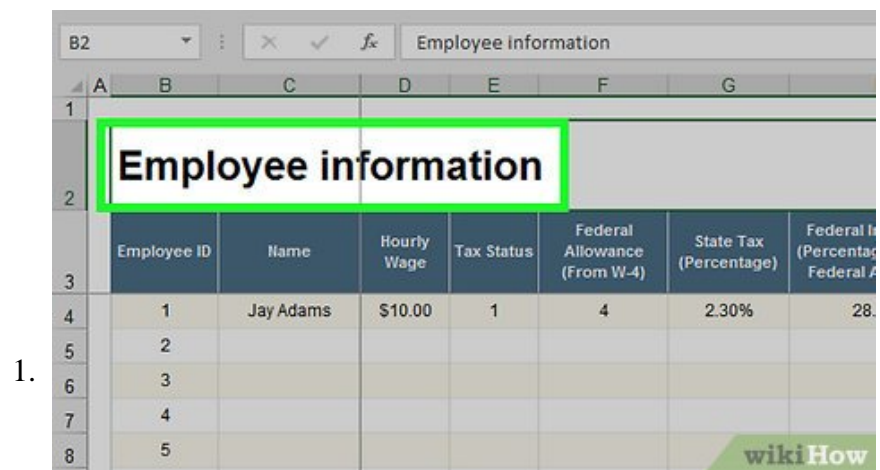 B2 fx Employee information
A B C D E F G
1
2 Employee information
3 Employee ID Name Hourly Wage Tax Status Federal Allowance (From W-4) State Tax (Percentage) Federal
4 1 Jay Adams $10.00 1 4 2.30% 28.
5 2
1.
6 3
7 4
8 5
wikiHow